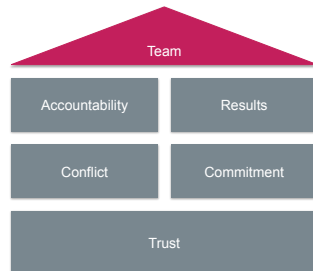 Team
Accountability
Results
Conflict
Commitment
Trust